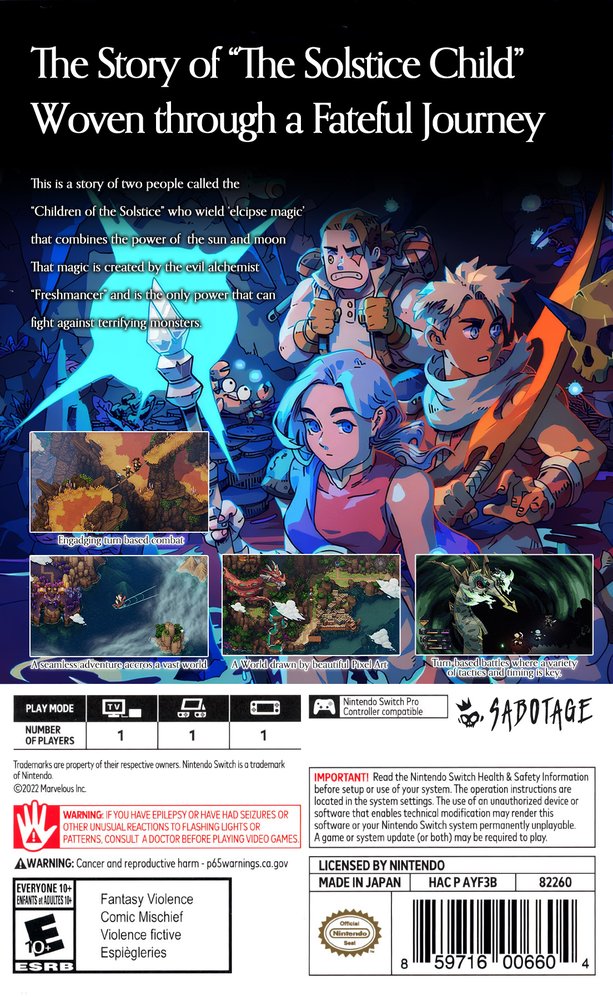 The Story of “The Solstice Child”
Woven through a Fateful Journey
This is a story of two people called the
“Children of the Solstice” who wield 'elcipse magic'
that combines the power of the sun and moon
That magic is created by the evil alchemist
“Freshmancer” and is the only power that can
fight against terrifying monsters.
Engadging turn based combat
A seamless adventure accros a vast world
A World drawn by beautiful Pixel Art
Turn-based battles where a variety
of tactics and timing is key.
PLAY MODE
TV
NUMBER
OF PLAYERS
1
1
1
Nintendo Switch Pro
Controller compatible
SABOTAGE
Trademarks are property of their respective owners. Nintendo Switch is a trademark
of Nintendo.
©2022 Marvelous Inc.
WARNING: IF YOU HAVE EPILEPSY OR HAVE HAD SEIZURES OR
OTHER UNUSUAL REACTIONS TO FLASHING LIGHTS OR
PATTERNS, CONSULT A DOCTOR BEFORE PLAYING VIDEO GAMES.
WARNING: Cancer and reproductive harm - p65warnings.ca.gov
IMPORTANT! Read the Nintendo Switch Health & Safety Information
before setup or use of your system. The operation instructions are
located in the system settings. The use of an unauthorized device or
software that enables technical modification may render this
software or your Nintendo Switch system permanently unplayable.
A game or system update (or both) may be required to play.
EVERYONE 10+
ENFANTS et ADULTES 10+
E
10+
ESRB
Fantasy Violence
Comic Mischief
Violence fictive
Espiègleries
LICENSED BY NINTENDO
MADE IN JAPAN
HAC P AYF3B
82260
Official
Nintendo
Seal
8 59716 00660 4